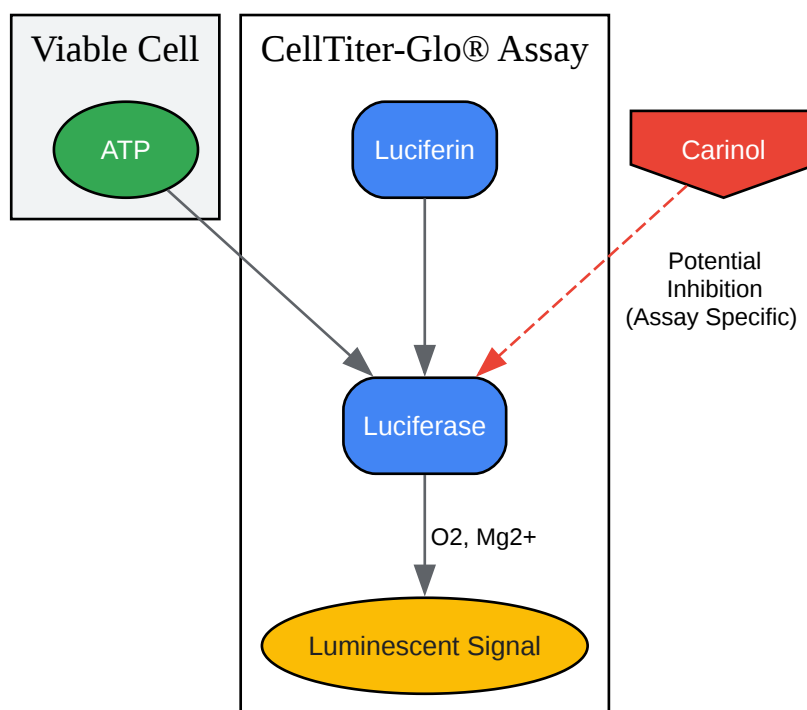 Viable Cell
CellTiter-Glo® Assay
ATP
Luciferin
Carinol
Potential
Inhibition
(Assay Specific)
Luciferase
O2, Mg2+
Luminescent Signal